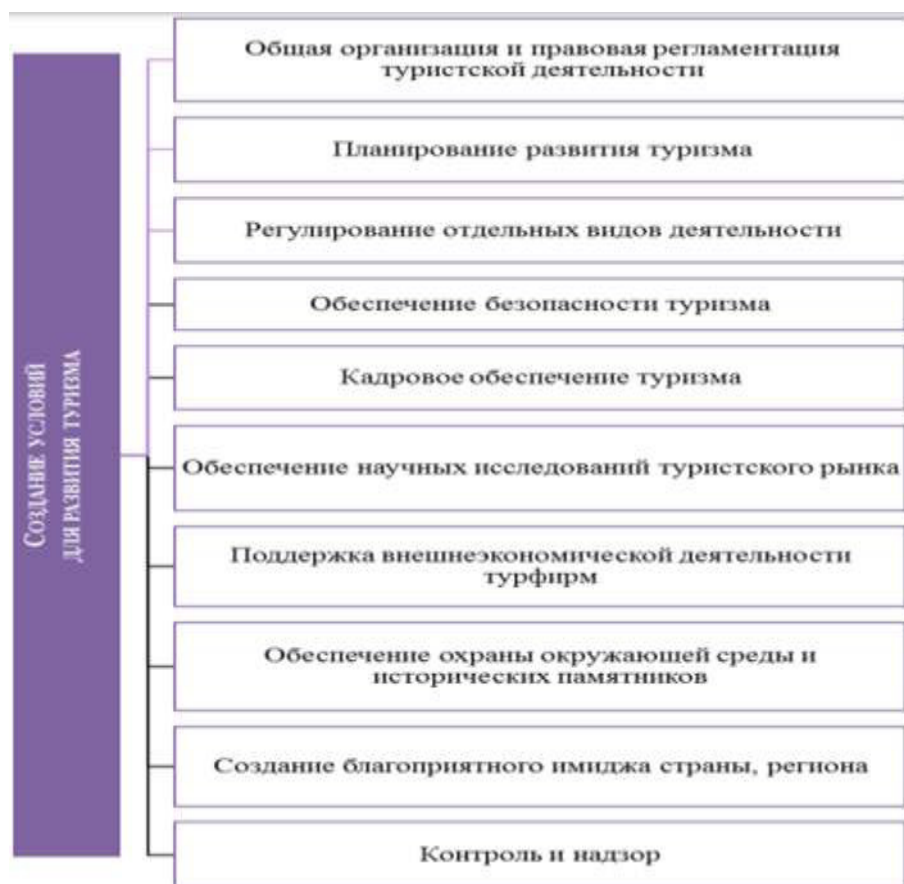 СОЗДАНИЕ УСЛОВИЙ
ДЛЯ РАЗВИТИЯ ТУРИЗМА
Общая организация и правовая регламентация
туристской деятельности
Планирование развития туризма
Регулирование отдельных видов деятельности
Обеспечение безопасности туризма
Кадровое обеспечение туризма
Обеспечение научных исследований туристского рынка
Поддержка внешнеэкономической деятельности
турфирм
Обеспечение охраны окружающей среды и
исторических памятников
Создание благоприятного имиджа страны, региона
Контроль и надзор